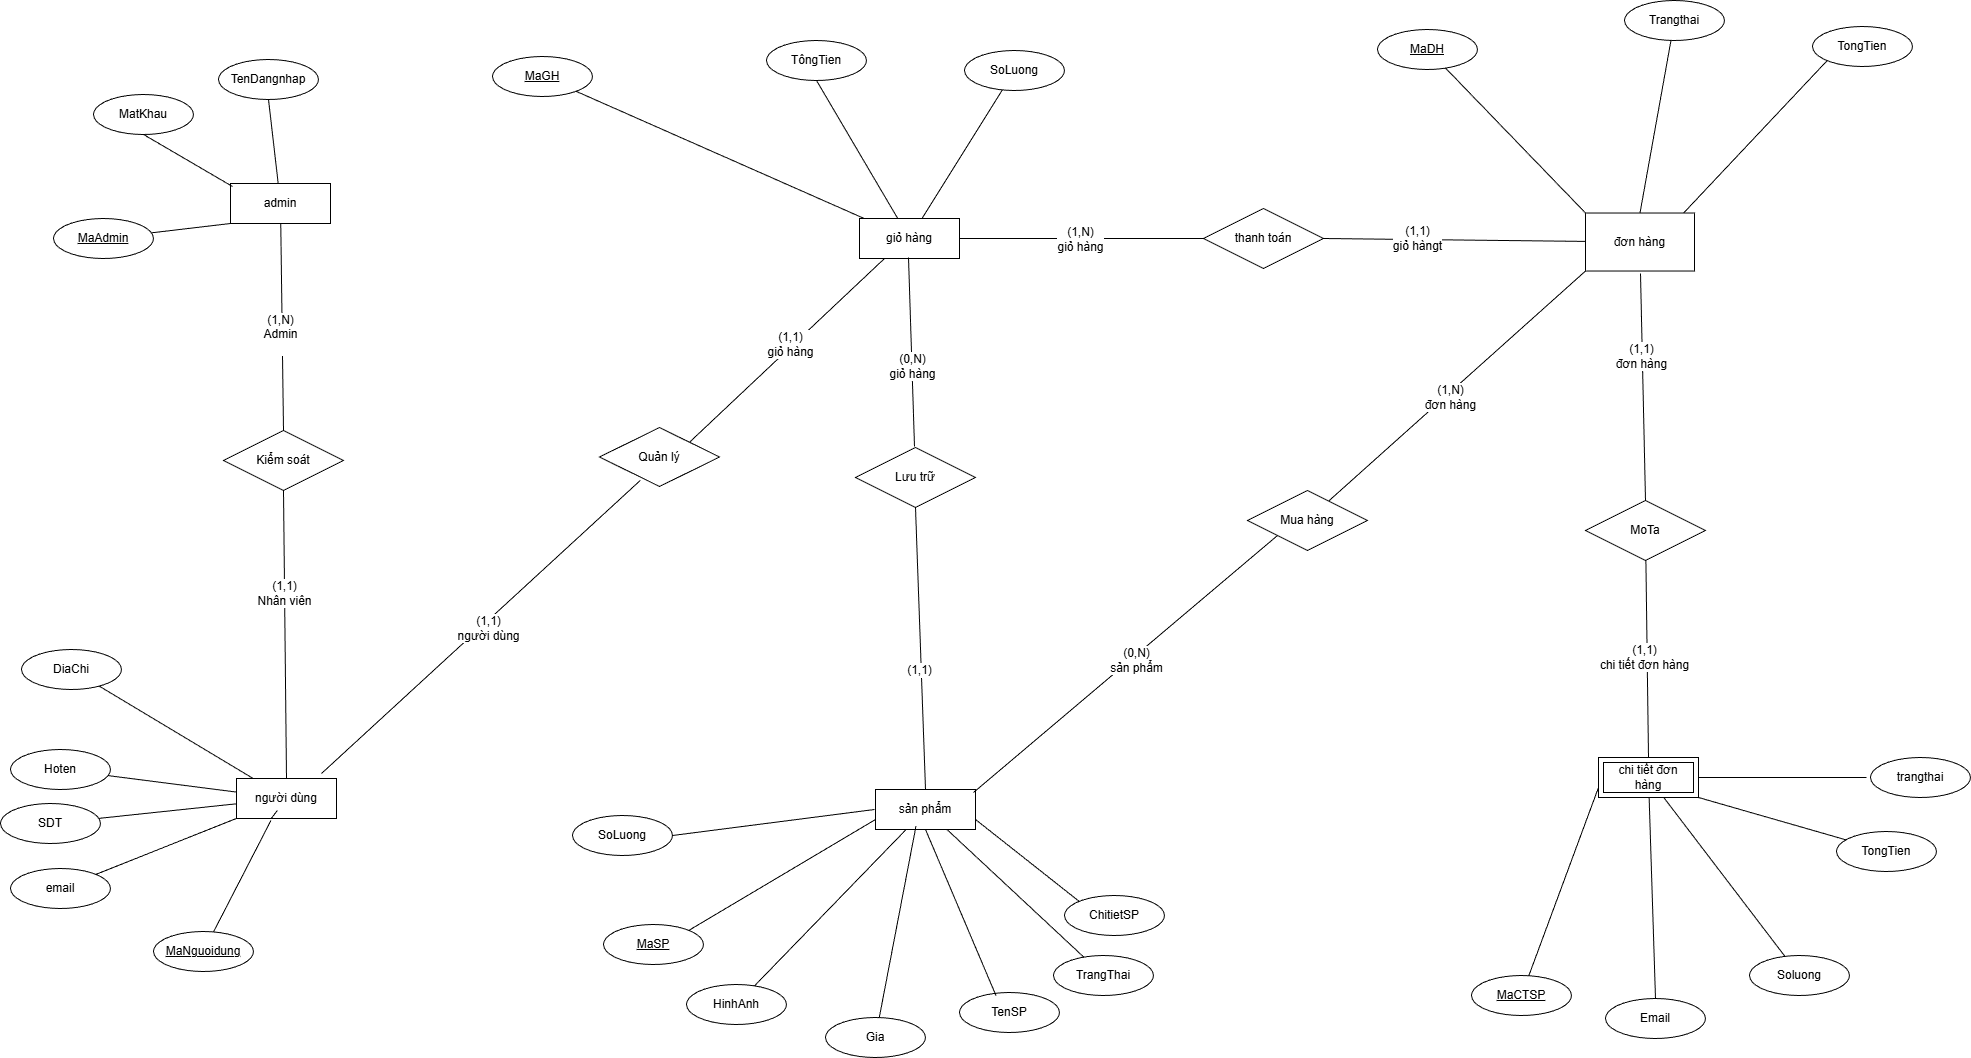 Trangthai
MaDH
TongTien
TôngTien
SoLuong
MaGH
TenDangnhap
MatKhau
admin
MaAdmin
giỏ hàng
(1,N)
giỏ hàng
thanh toán
(1,1)
giỏ hàngt
đơn hàng
(1,N)
Admin
(1,1)
giỏ hàng
(0,N)
giỏ hàng
(1,1)
đơn hàng
(1,N)
đơn hàng
Kiểm soát
Quản lý
Lưu trữ
Mua hàng
MoTa
(1,1)
Nhân viên
(1,1)
người dùng
(1,1)
(0,N)
sản phẩm
(1,1)
chi tiết đơn hàng
DiaChi
Hoten
SDT
email
MaNguoidung
người dùng
sản phẩm
SoLuong
MaSP
HinhAnh
Gia
TenSP
TrangThai
ChitietSP
chi tiết đơn
hàng
trangthai
TongTien
Soluong
Email
MaCTSP